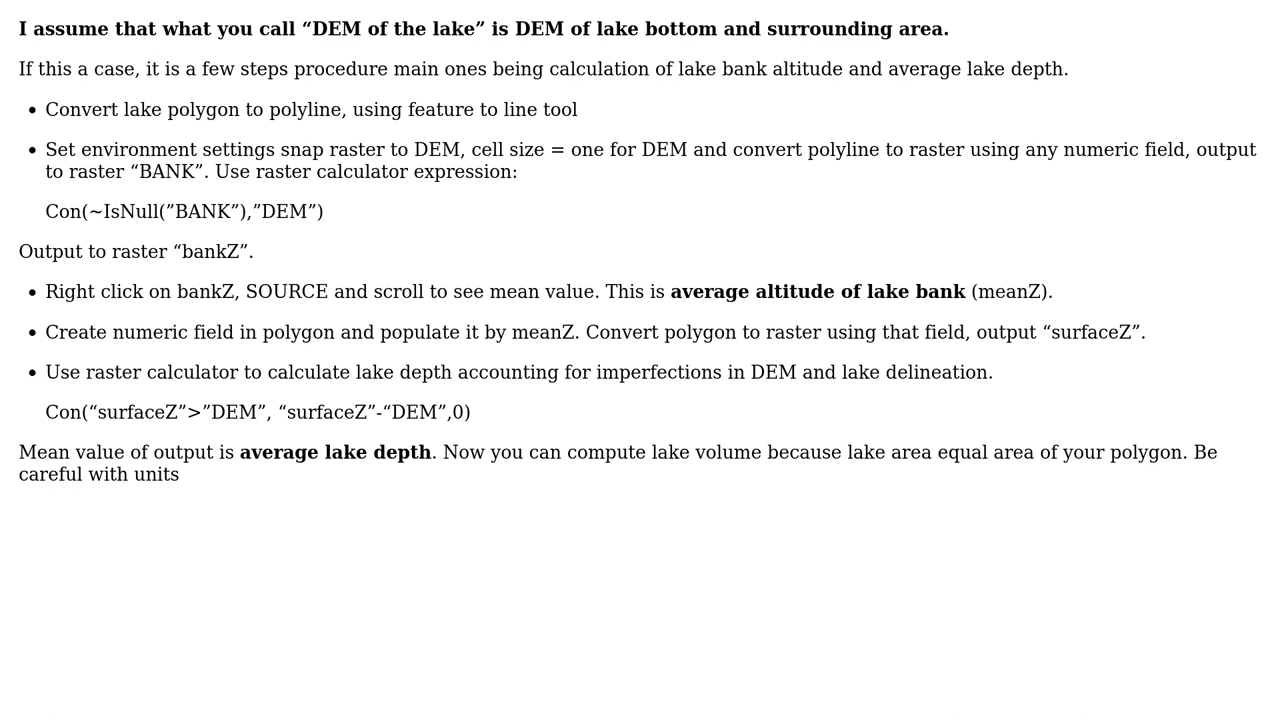 I assume that what you call “DEM of the lake” is DEM of lake bottom and surrounding area.
If this a case, it is a few steps procedure main ones being calculation of lake bank altitude and average lake depth.
• Convert lake polygon to polyline, using feature to line tool
• Set environment settings snap raster to DEM, cell size = one for DEM and convert polyline to raster using any numeric field, output
to raster “BANK”. Use raster calculator expression:
Con(~IsNull(”BANK”),”DEM”)
Output to raster “bankZ”.
• Right click on bankZ, SOURCE and scroll to see mean value. This is average altitude of lake bank (meanZ).
• Create numeric field in polygon and populate it by meanZ. Convert polygon to raster using that field, output “surfaceZ”.
• Use raster calculator to calculate lake depth accounting for imperfections in DEM and lake delineation.
Con(“surfaceZ”>”DEM”, “surfaceZ”-“DEM”,0)
Mean value of output is average lake depth. Now you can compute lake volume because lake area equal area of your polygon. Be
careful with units